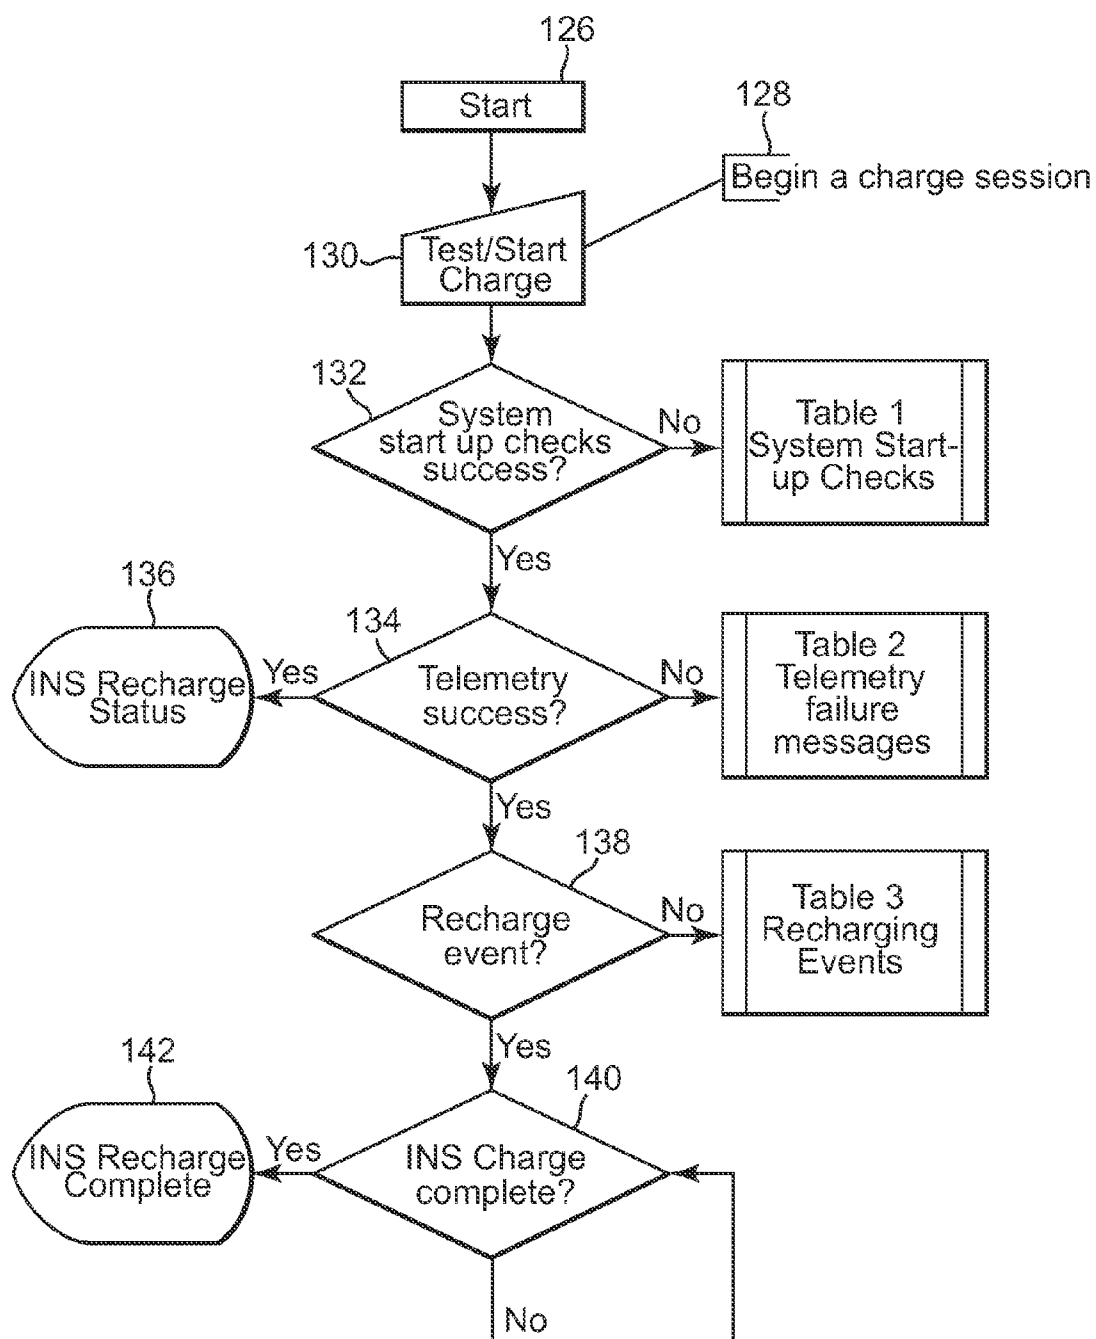 126
Start
128
Begin a charge session
130
Test/Start
Charge
132
System
start up checks
success?
No
Table 1
System Start-
up Checks
Yes
136
134
INS Recharge
Status
Yes
Telemetry
success?
No
Table 2
Telemetry
failure
messages
Yes
138
Recharge
event?
No
Table 3
Recharging
Events
Yes
142
140
INS Recharge
Complete
Yes
INS Charge
complete?
No